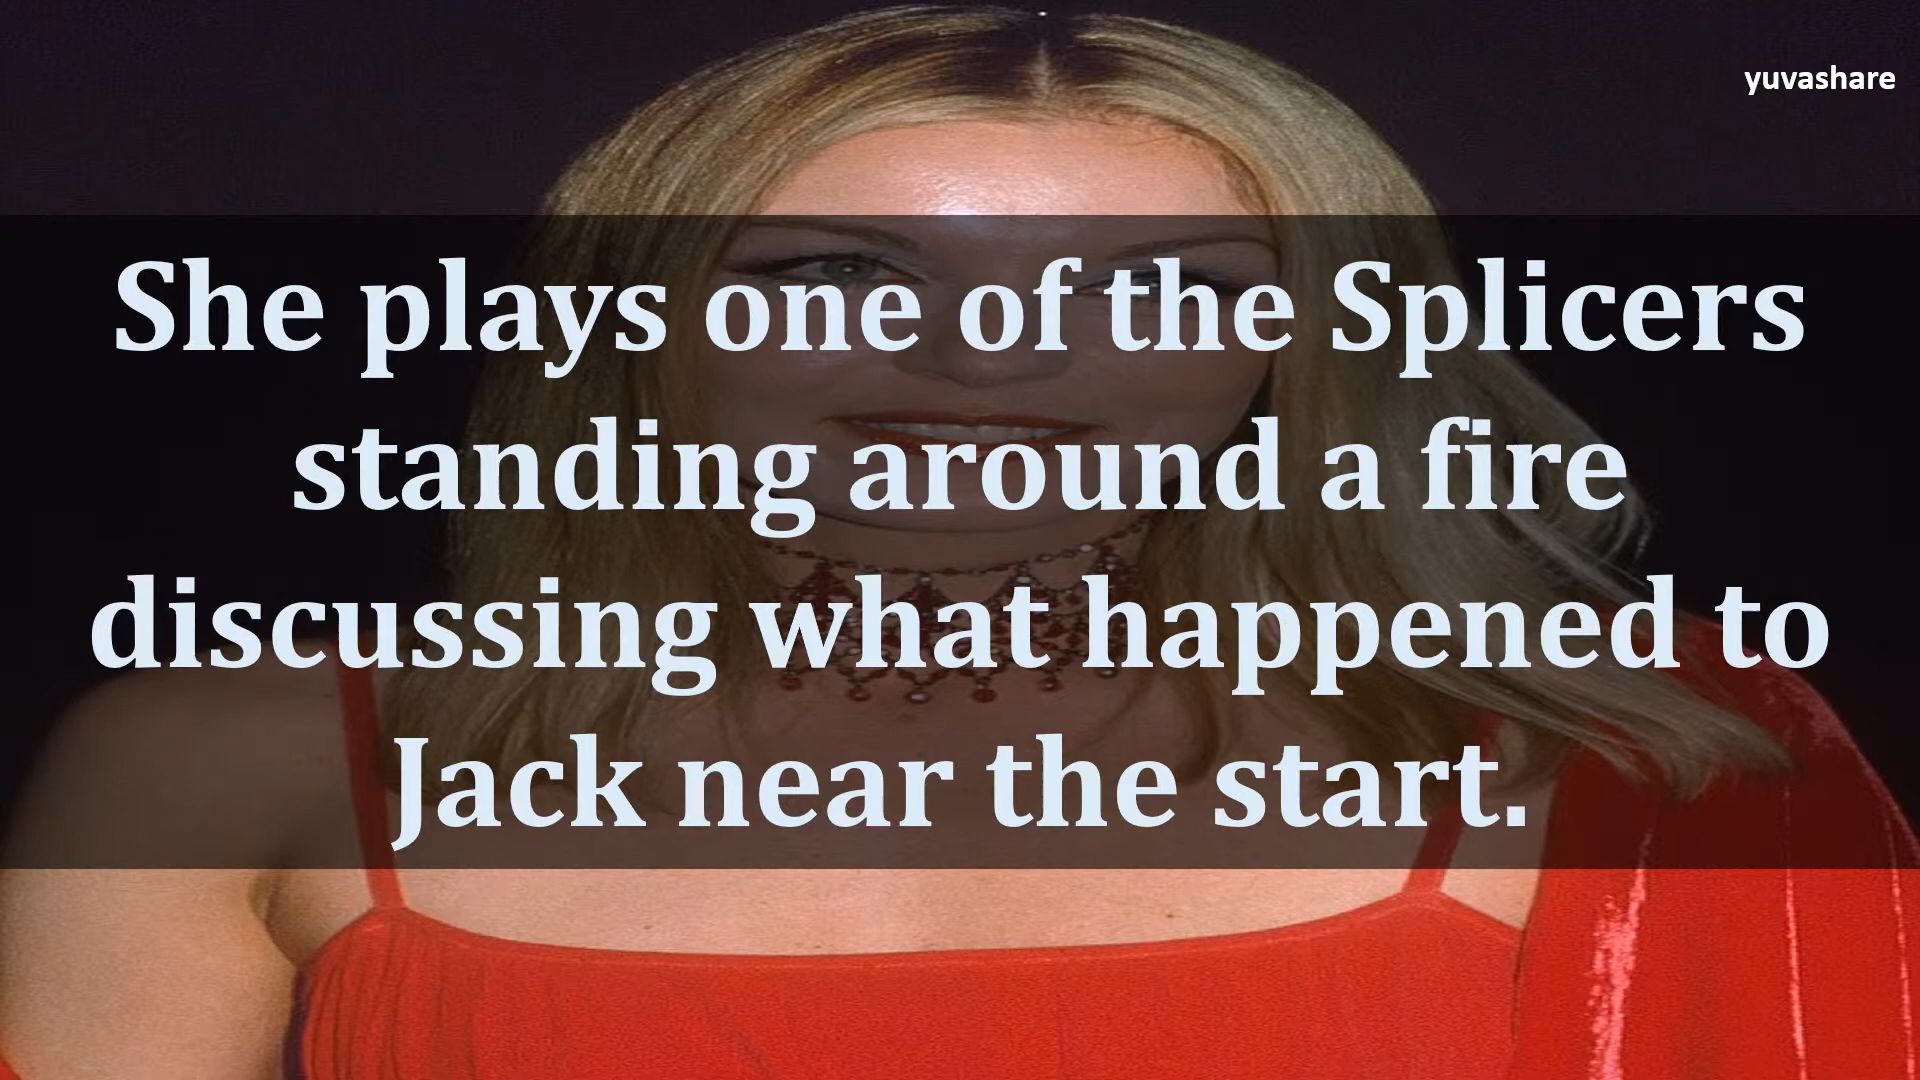 yuvashare
She plays one of the Splicers
standing around a fire
discussing what happened to
Jack near the start.